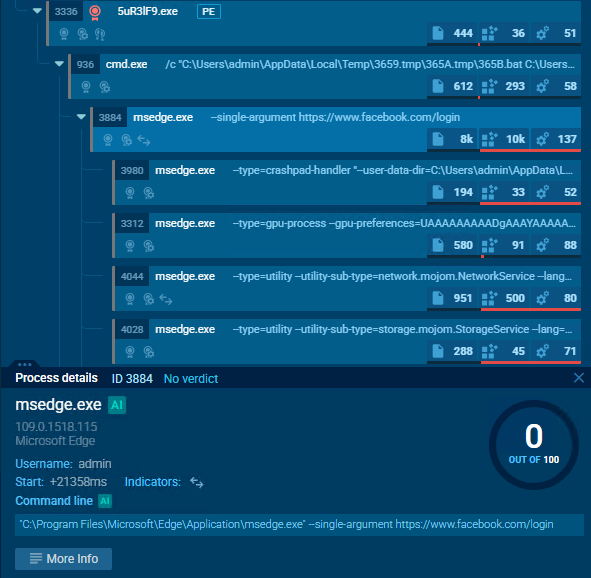 3336 5uR3lF9.exe PE
444 36 51
936 cmd.exe /c "C:\Users\admin\AppData\Local\Temp\3659.tmp\365A.tmp\365B.bat C:\Users...
612 293 58
3884 msedge.exe --single-argument https://www.facebook.com/login
8k 10k 137
3980 msedge.exe --type=crashpad-handler "--user-data-dir=C:\Users\admin\AppData\L...
194 33 52
3312 msedge.exe --type=gpu-process --gpu-preferences=UAAAAAAAAADgAAAYAAAAA...
580 91 88
4044 msedge.exe --type=utility --utility-sub-type=network.mojom.NetworkService --lang=...
951 500 80
4028 msedge.exe --type=utility --utility-sub-type=storage.mojom.StorageService --lang=...
288 45 71
Process details ID 3884 No verdict
msedge.exe AI
109.0.1518.115
Microsoft Edge
0
OUT OF 100
Username: admin
Start: +21358ms Indicators:
Command line AI
"C:\Program Files\Microsoft\Edge\Application\msedge.exe" --single-argument https://www.facebook.com/login
More Info